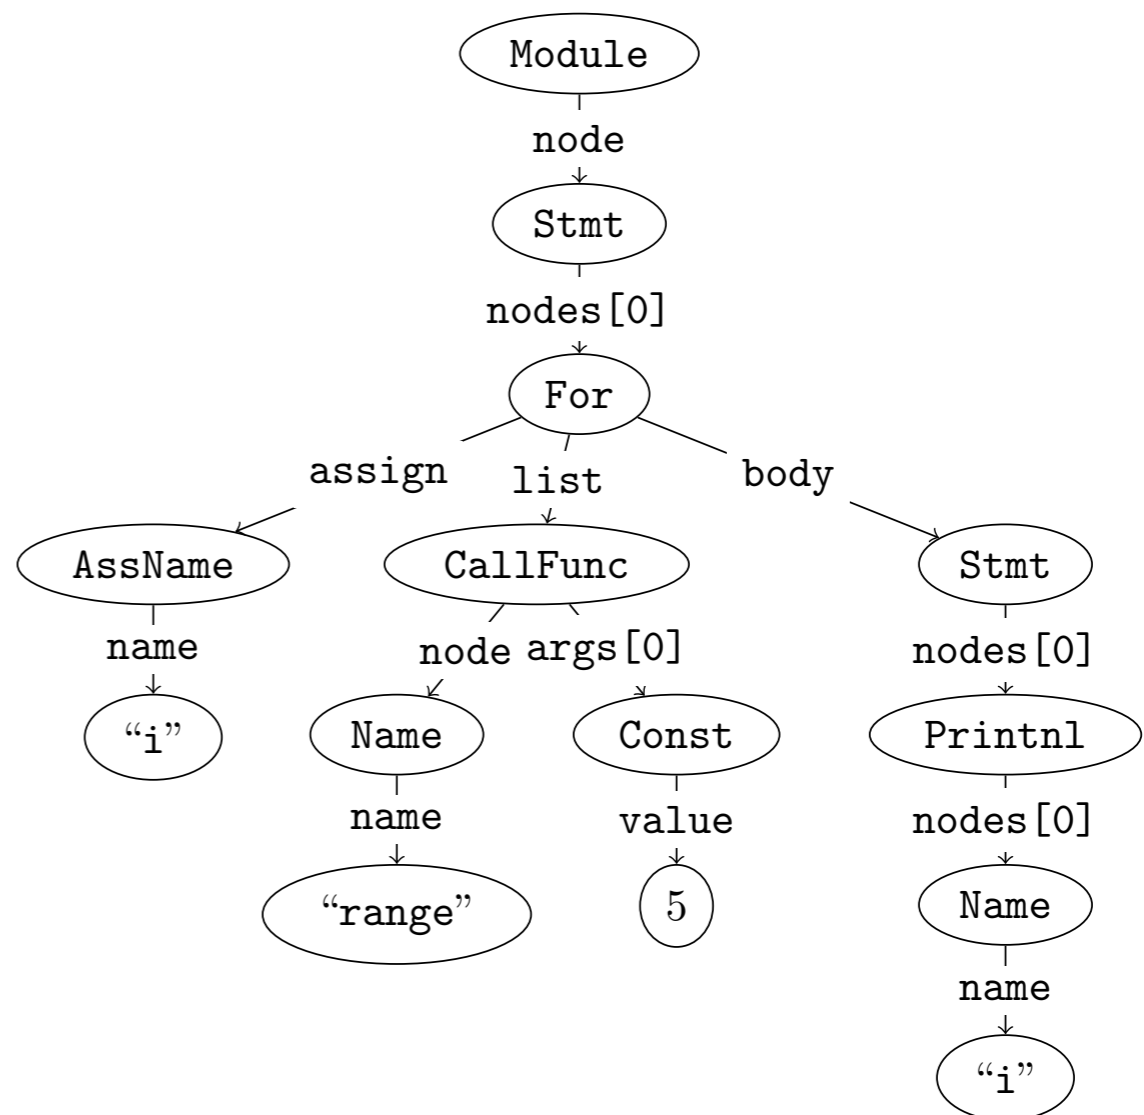 Module
node
Stmt
nodes[0]
For
assign list body
AssName CallFunc Stmt
name node args[0] nodes[0]
“i” Name Const Printnl
name value nodes[0]
“range” 5 Name
name
“i”